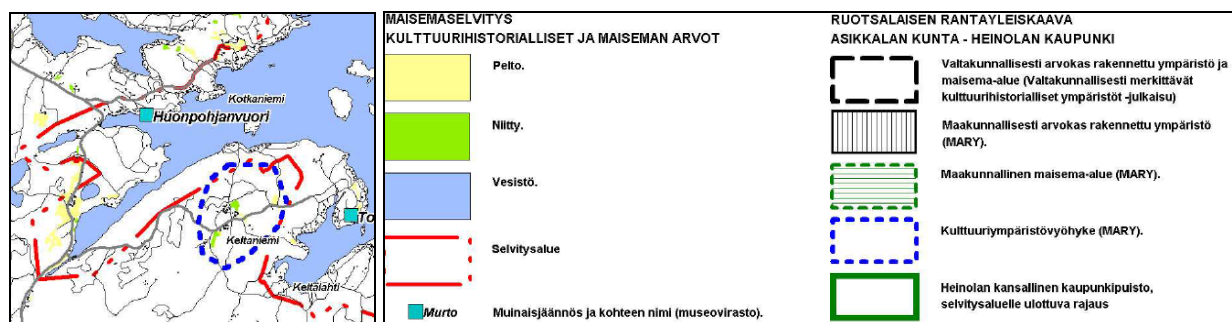 Kotkaniemi
Huonpohjanvuori
To
Keltaniemi
Keltalahti
MAISEMASELVITYS
KULTTUURIHISTORIALLISET JA MAISEMAN ARVOT
Pelto.
Niitty.
Vesistö.
Selvitysalue
Murto
Muinaisjäännös ja kohteen nimi (museovirasto).
RUOTSALAISEN RANTAYLEISKAAVA
ASIKKALAN KUNTA - HEINOLAN KAUPUNKI
Valtakunnallisesti arvokas rakennettu ympäristö ja
maisema-alue (Valtakunnallisesti merkittävät
kulttuurihistorialliset ympäristöt -julkaisu)
Maakunnallisesti arvokas rakennettu ympäristö
(MARY).
Maakunnallinen maisema-alue (MARY).
Kulttuuriympäristövyöhyke (MARY).
Heinolan kansallinen kaupunkipuisto,
selvitysaluelle ulottuva rajaus